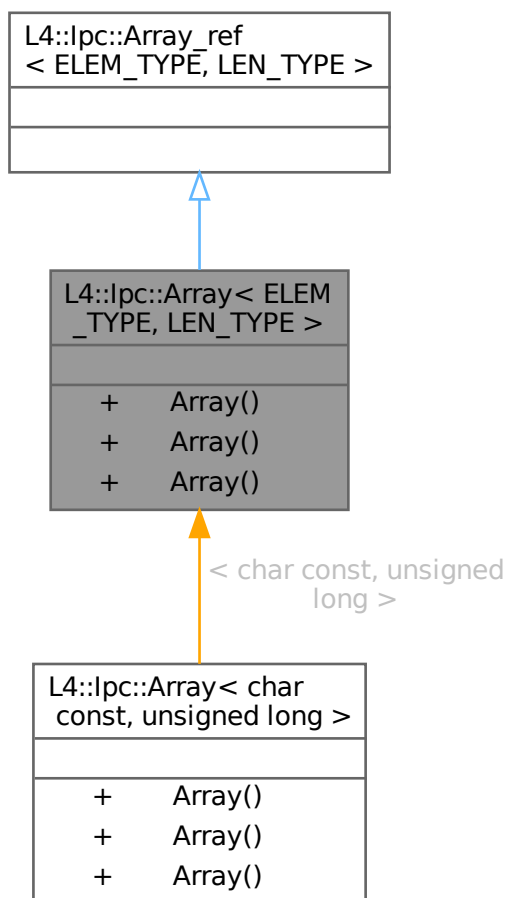 L4::Ipc::Array_ref
< ELEM_TYPE, LEN_TYPE >
L4::Ipc::Array< ELEM
_TYPE, LEN_TYPE >
+ Array()
+ Array()
+ Array()
< char const, unsigned
long >
L4::Ipc::Array< char
const, unsigned long >
+ Array()
+ Array()
+ Array()